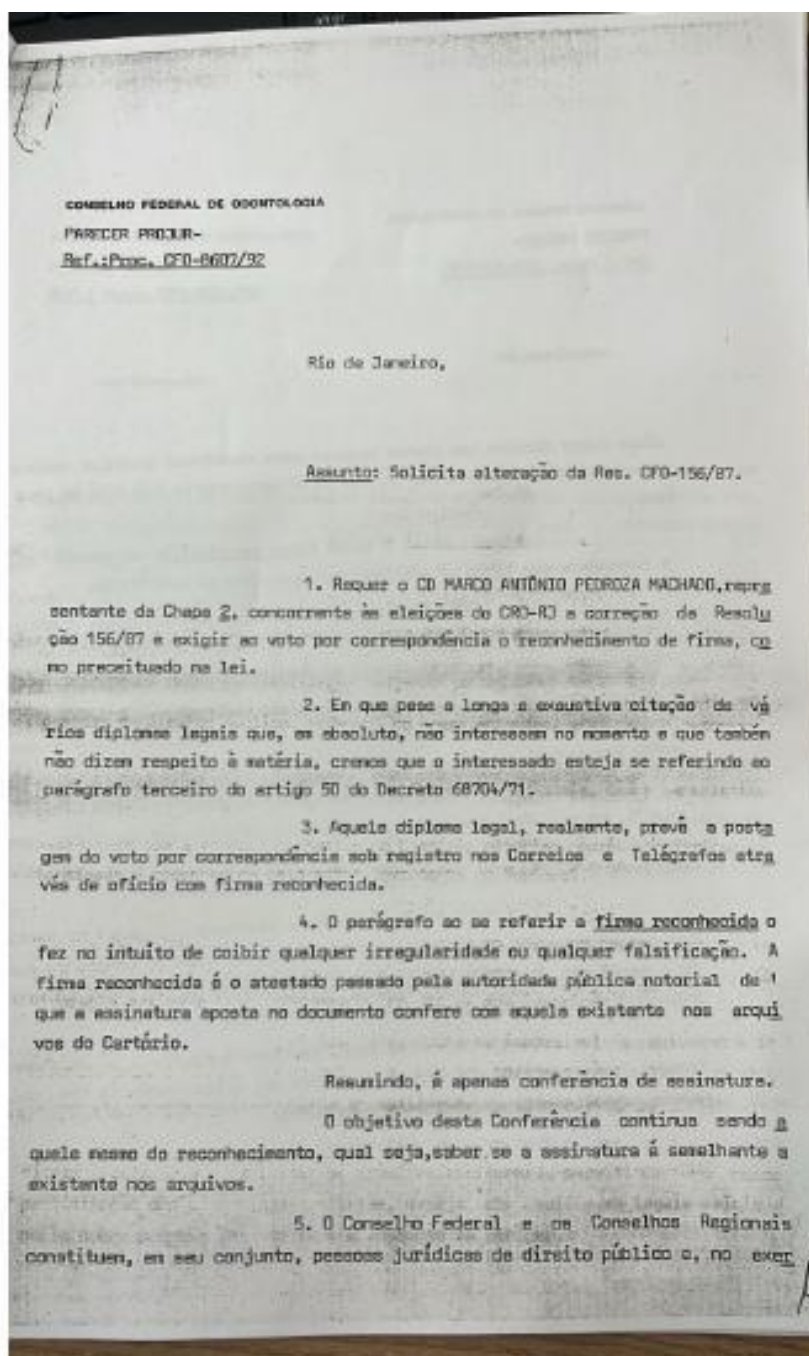 CONSELHO FEDERAL DE ODONTOLOGIA
PARECER PROJUR-
Ref.:Proc. CFO-8607/92
Rio de Janeiro,
Assunto: Solicita alteração da Res. CFO-156/87.
1. Requer o CD MARCO ANTÔNIO PEDROZA MACHADO,repre
sentante da Chapa 2, concorrente às eleições do CRO-RJ a correção da Resolu
ção 156/87 e exigir ao voto por correspondência o reconhecimento de firma, co
mo preceituado na lei.
2. Em que pese a longa e exaustiva citação de vá
rios diplomas legais que, em absoluto, não interessam no momento e que também
não dizem respeito à matéria, cremos que o interessado esteja se referindo ao
parágrafo terceiro do artigo 50 do Decreto 68704/71.
3. Aquele diploma legal, realmente, prevê a posta
gem do voto por correspondência sob registro nos Correios e Telégrafos atra
vés de ofício com firma reconhecida.
4. O parágrafo ao se referir a firma reconhecida o
fez no intuito de coibir qualquer irregularidade ou qualquer falsificação. A
firma reconhecida é o atestado passado pela autoridade pública notorial de '
que a assinatura aposta no documento confere com aquela existente nos arqui
vos do Cartório.
Resumindo, é apenas conferência de assinatura.
O objetivo desta Conferência continua sendo a
quele mesmo do reconhecimento, qual seja,saber se a assinatura é semelhante a
existente nos arquivos.
5. O Conselho Federal e os Conselhos Regionais
constituem, em seu conjunto, pessoas jurídicas de direito público e, no exer